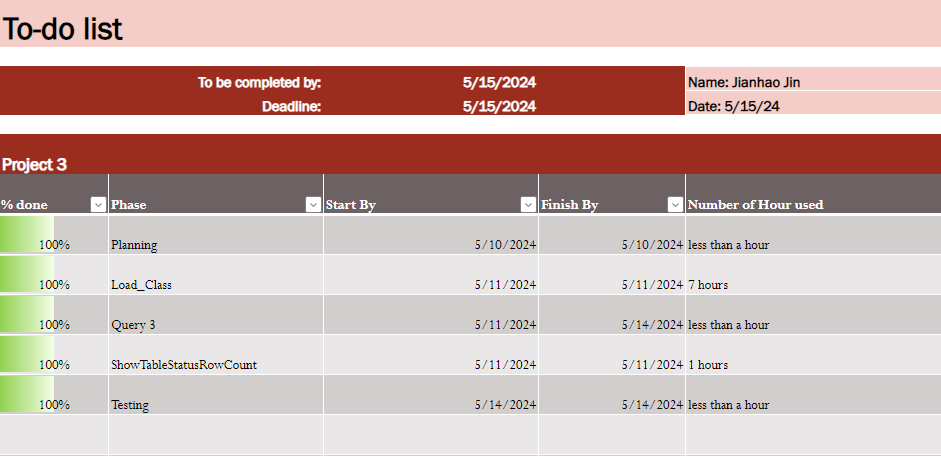 To-do list
To be completed by: 5/15/2024 Name: Jianhao Jin
Deadline: 5/15/2024 Date: 5/15/24
Project 3
% done Phase Start By Finish By Number of Hour used
100% Planning 5/10/2024 5/10/2024 less than a hour
100% Load_Class 5/11/2024 5/11/2024 7 hours
100% Query 3 5/11/2024 5/14/2024 less than a hour
100% ShowTableStatusRowCount 5/11/2024 5/11/2024 1 hours
100% Testing 5/14/2024 5/14/2024 less than a hour